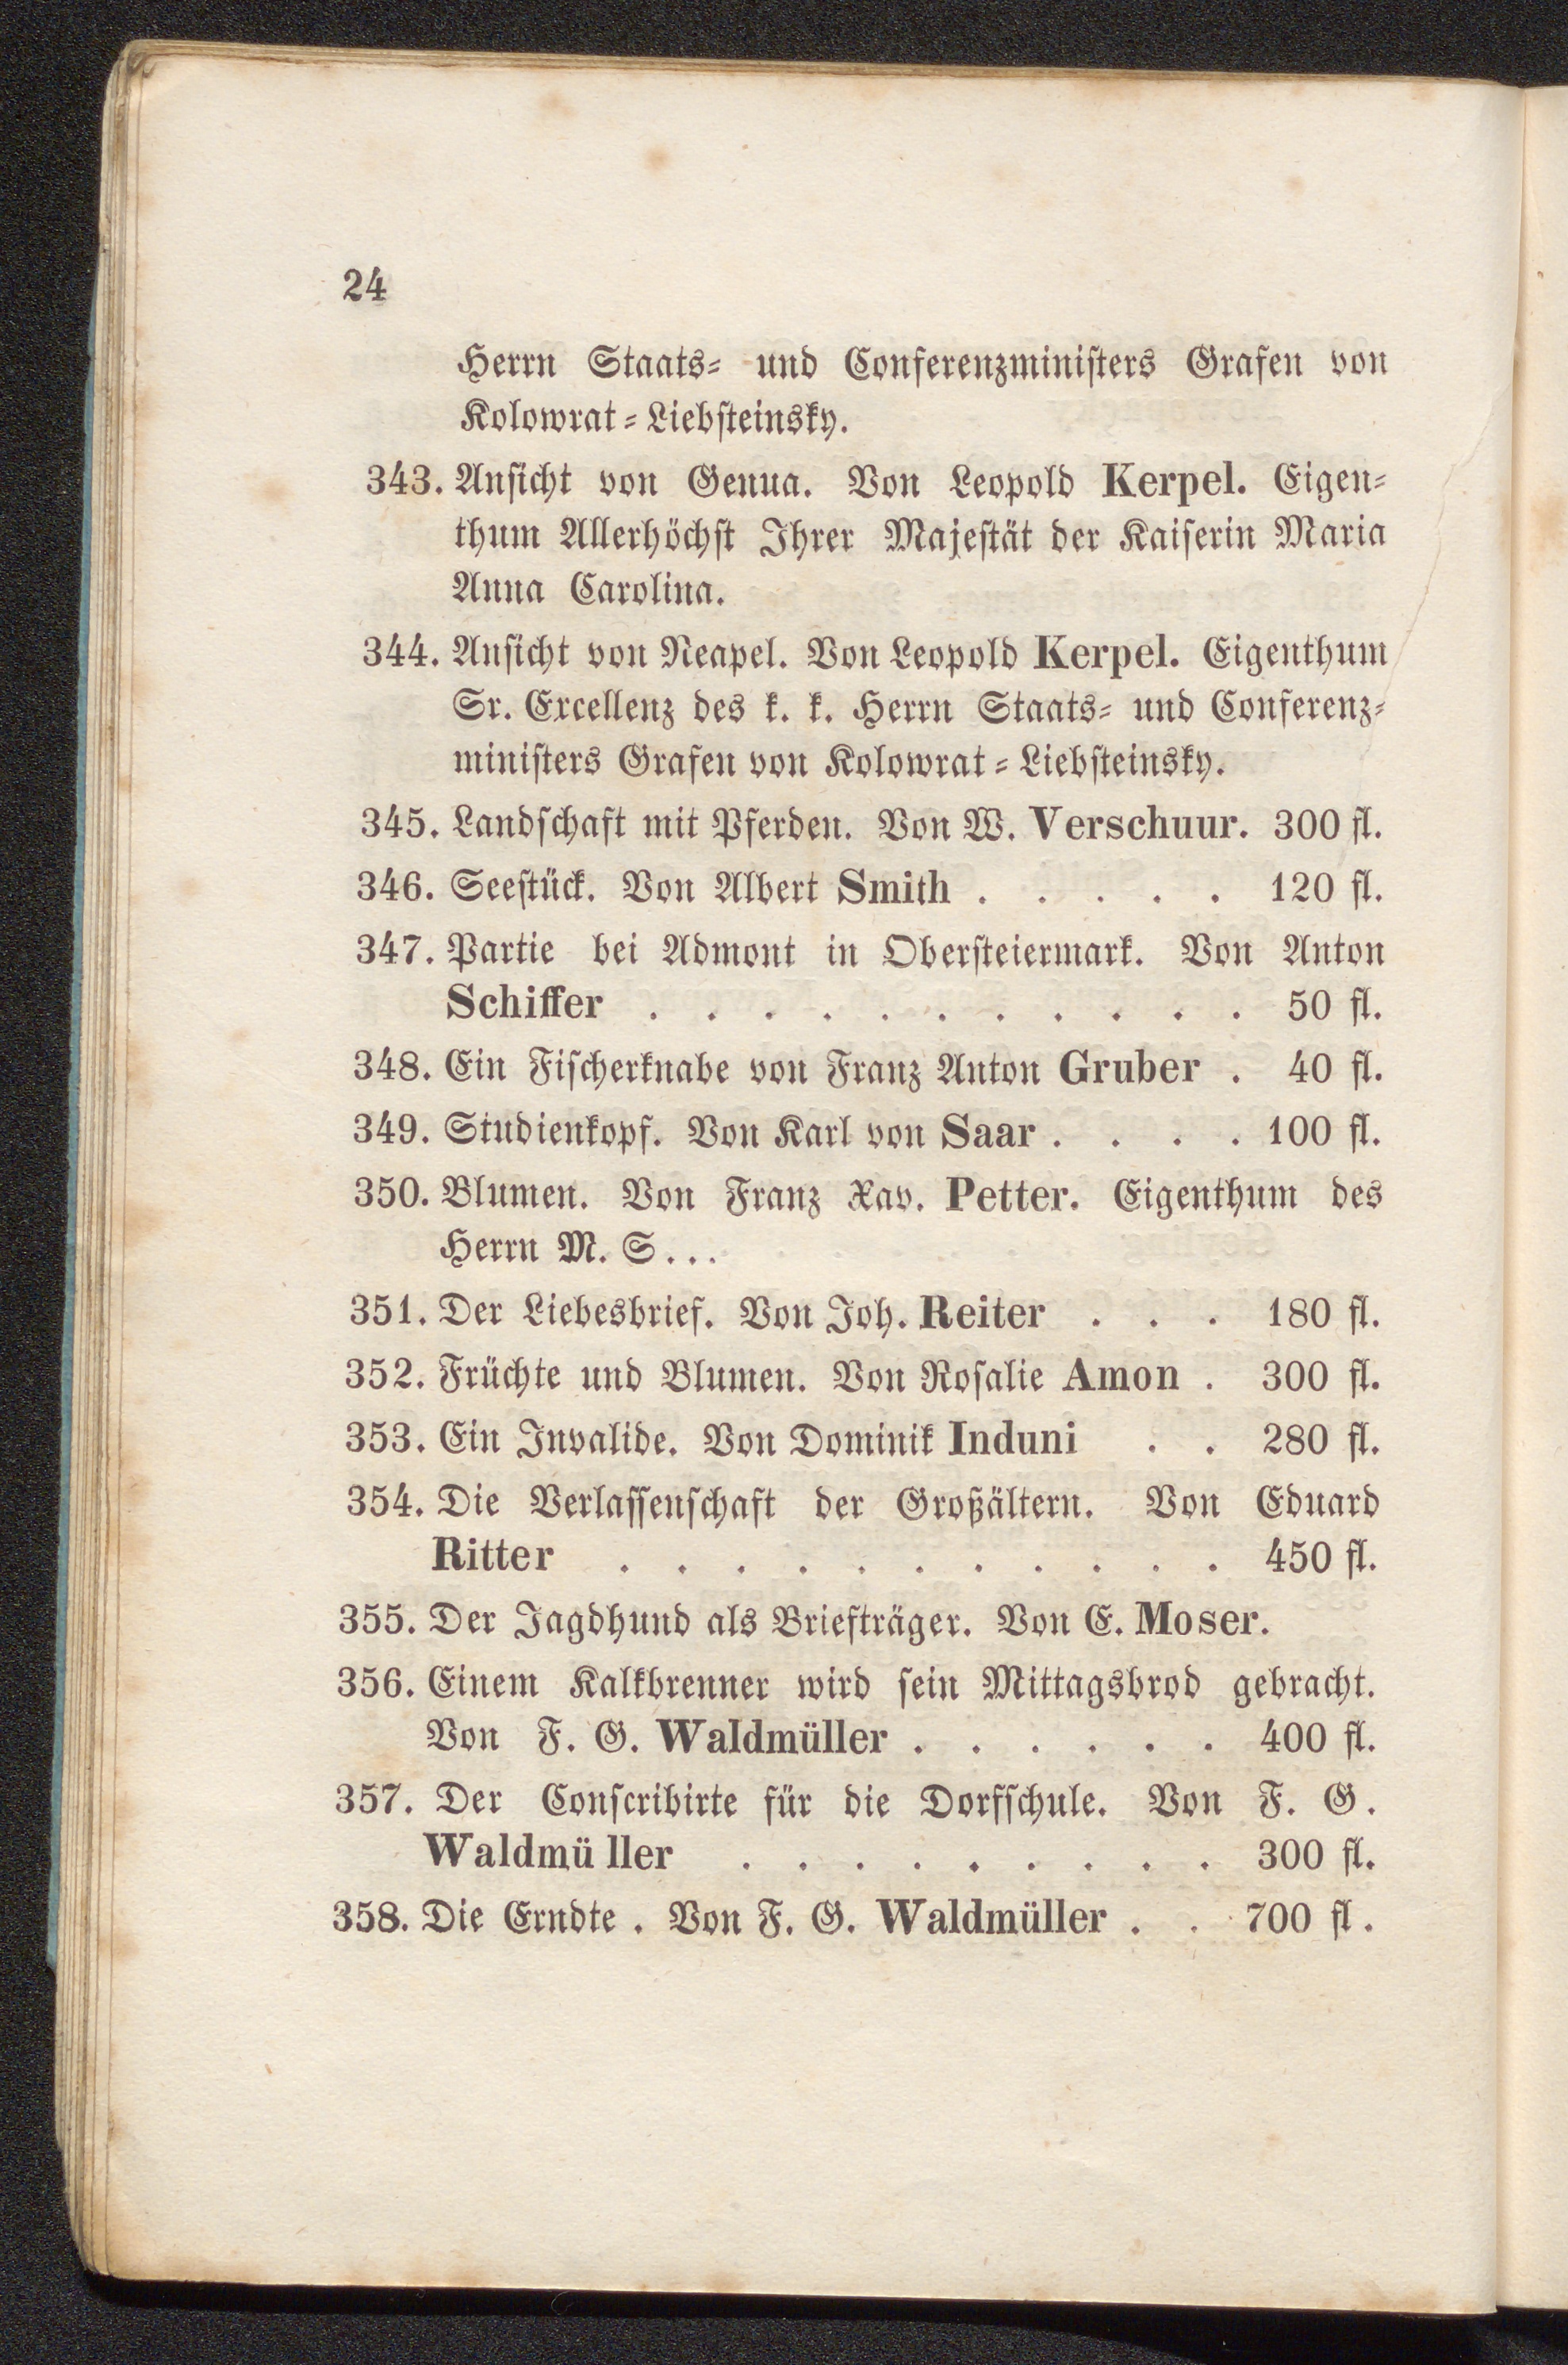 24
Herrn Staats- und Conferenzministers Grafen von
Kolowrat-Liebsteinsky.
343. Ansicht von Genua. Von Leopold Kerpel. Eigen-
thum Allerhöchst Ihrer Majestät der Kaiserin Maria
Anna Carolina.
344. Ansicht von Neapel. Von Leopold Kerpel. Eigenthum
Sr. Excellenz des k. k. Herrn Staats- und Conferenz-
ministers Grafen von Kolowrat-Liebsteinsky.
345. Landschaft mit Pferden. Von W. Verschuur. 300 fl.
346. Seestück. Von Albert Smith . . . . . 120 fl.
347. Partie bei Admont in Obersteiermark. Von Anton
Schiffer . . . . . . . . . . . 50 fl.
348. Ein Fischerknabe von Franz Anton Gruber . 40 fl.
349. Studienkopf. Von Karl von Saar . . . . 100 fl.
350. Blumen. Von Franz Xav. Petter. Eigenthum des
Herrn M. S...
351. Der Liebesbrief. Von Joh. Reiter . . . 180 fl.
352. Früchte und Blumen. Von Rosalie Amon . 300 fl.
353. Ein Invalide. Von Dominik Induni . . 280 fl.
354. Die Verlassenschaft der Großältern. Von Eduard
Ritter . . . . . . . . . . . 450 fl.
355. Der Jagdhund als Briefträger. Von E. Moser.
356. Einem Kalkbrenner wird sein Mittagsbrod gebracht.
Von F. G. Waldmüller . . . . . . 400 fl.
357. Der Conscribirte für die Dorfschule. Von F. G.
Waldmüller . . . . . . . . . 300 fl.
358. Die Erndte. Von F. G. Waldmüller . . 700 fl.